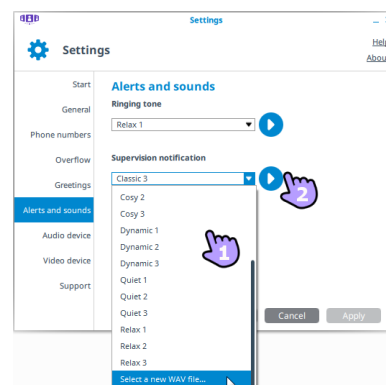 Settings
Settings
Help
Start
General
Phone numbers
Overflow
Greetings
Alerts and sounds
Audio device
Video device
Support
Alerts and sounds
Ringing tone
Relax 1
Supervision notification
Classic 3
Cosy 2
Cosy 3
Dynamic 1
Dynamic 2
Dynamic 3
Quiet 1
Quiet 2
Quiet 3
Relax 1
Relax 2
Relax 3
Select a new WAV file...
1
2
Cancel
Apply